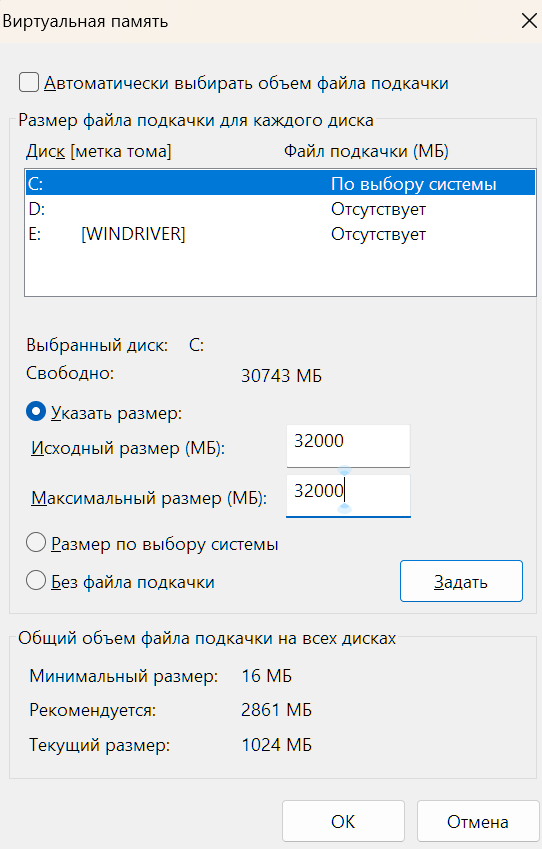 Виртуальная память
Автоматически выбирать объем файла подкачки
Размер файла подкачки для каждого диска
Диск [метка тома] Файл подкачки (МБ)
C: По выбору системы
D: Отсутствует
E: [WINDRIVER] Отсутствует
Выбранный диск: C:
Свободно: 30743 МБ
Указать размер:
Исходный размер (МБ): 32000
Максимальный размер (МБ): 32000
Размер по выбору системы
Без файла подкачки
Задать
Общий объем файла подкачки на всех дисках
Минимальный размер: 16 МБ
Рекомендуется: 2861 МБ
Текущий размер: 1024 МБ
ОК Отмена